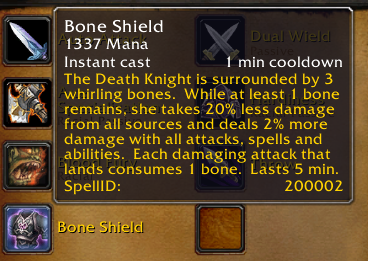 Bone Shield
1337 Mana
Instant cast 1 min cooldown
The Death Knight is surrounded by 3
whirling bones. While at least 1 bone
remains, she takes 20% less damage
from all sources and deals 2% more
damage with all attacks, spells and
abilities. Each damaging attack that
lands consumes 1 bone. Lasts 5 min.
SpellID: 200002
Dual Wield
Bone Shield